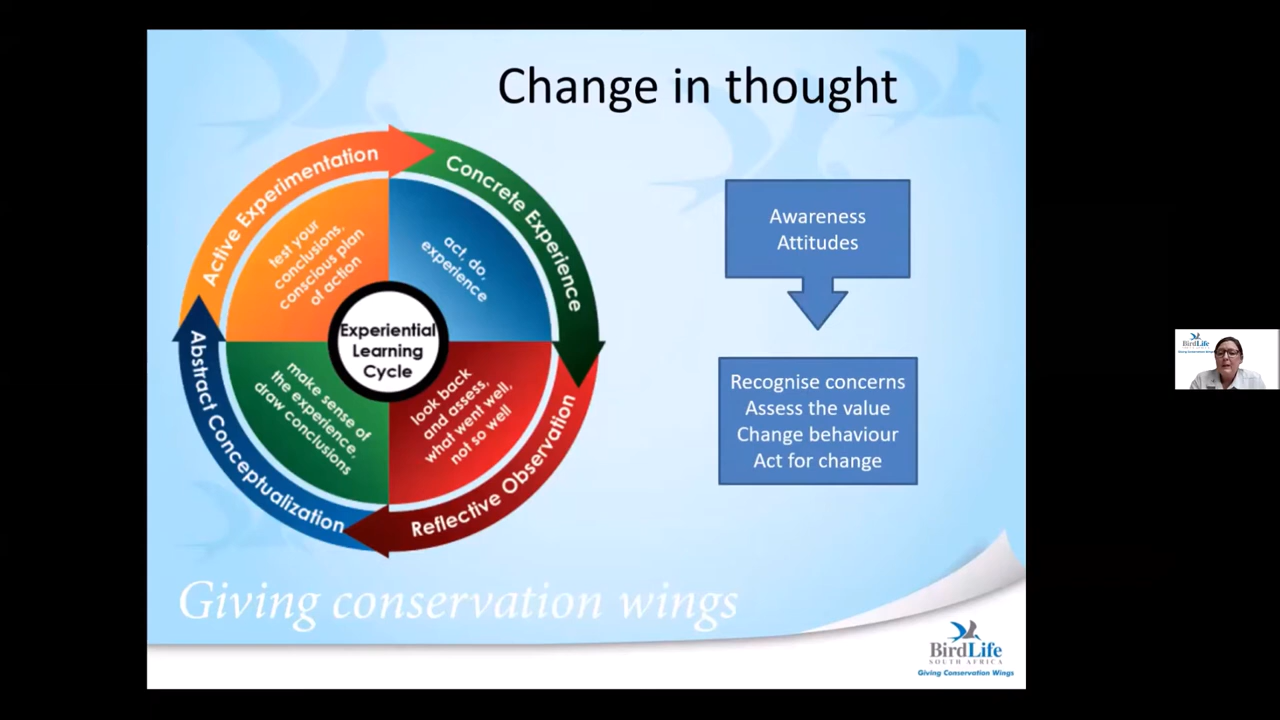 Change in thought
Active Experimentation
Concrete Experience
test your
conclusions,
conscious plan
of action
act, do,
experience
Experiential
Learning
Cycle
make sense of
the experience,
draw conclusions
look back
and assess,
what went well,
not so well
Abstract Conceptualization
Reflective Observation
Awareness
Attitudes
Recognise concerns
Assess the value
Change behaviour
Act for change
Giving conservation wings
BirdLife
SOUTH AFRICA
Giving Conservation Wings
BirdLife